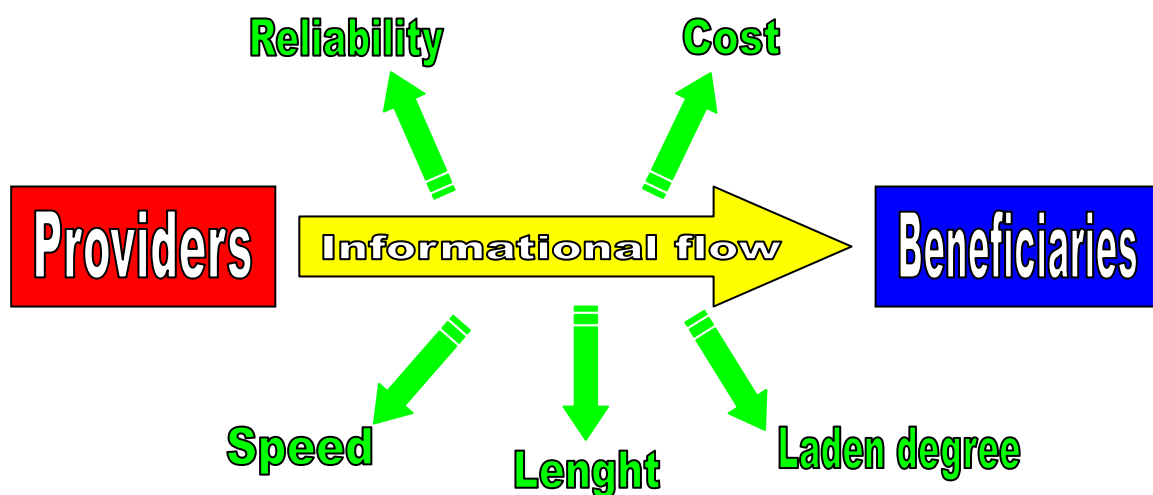 Reliability
Cost
Providers
Informational flow
Beneficiaries
Speed
Lenght
Laden degree